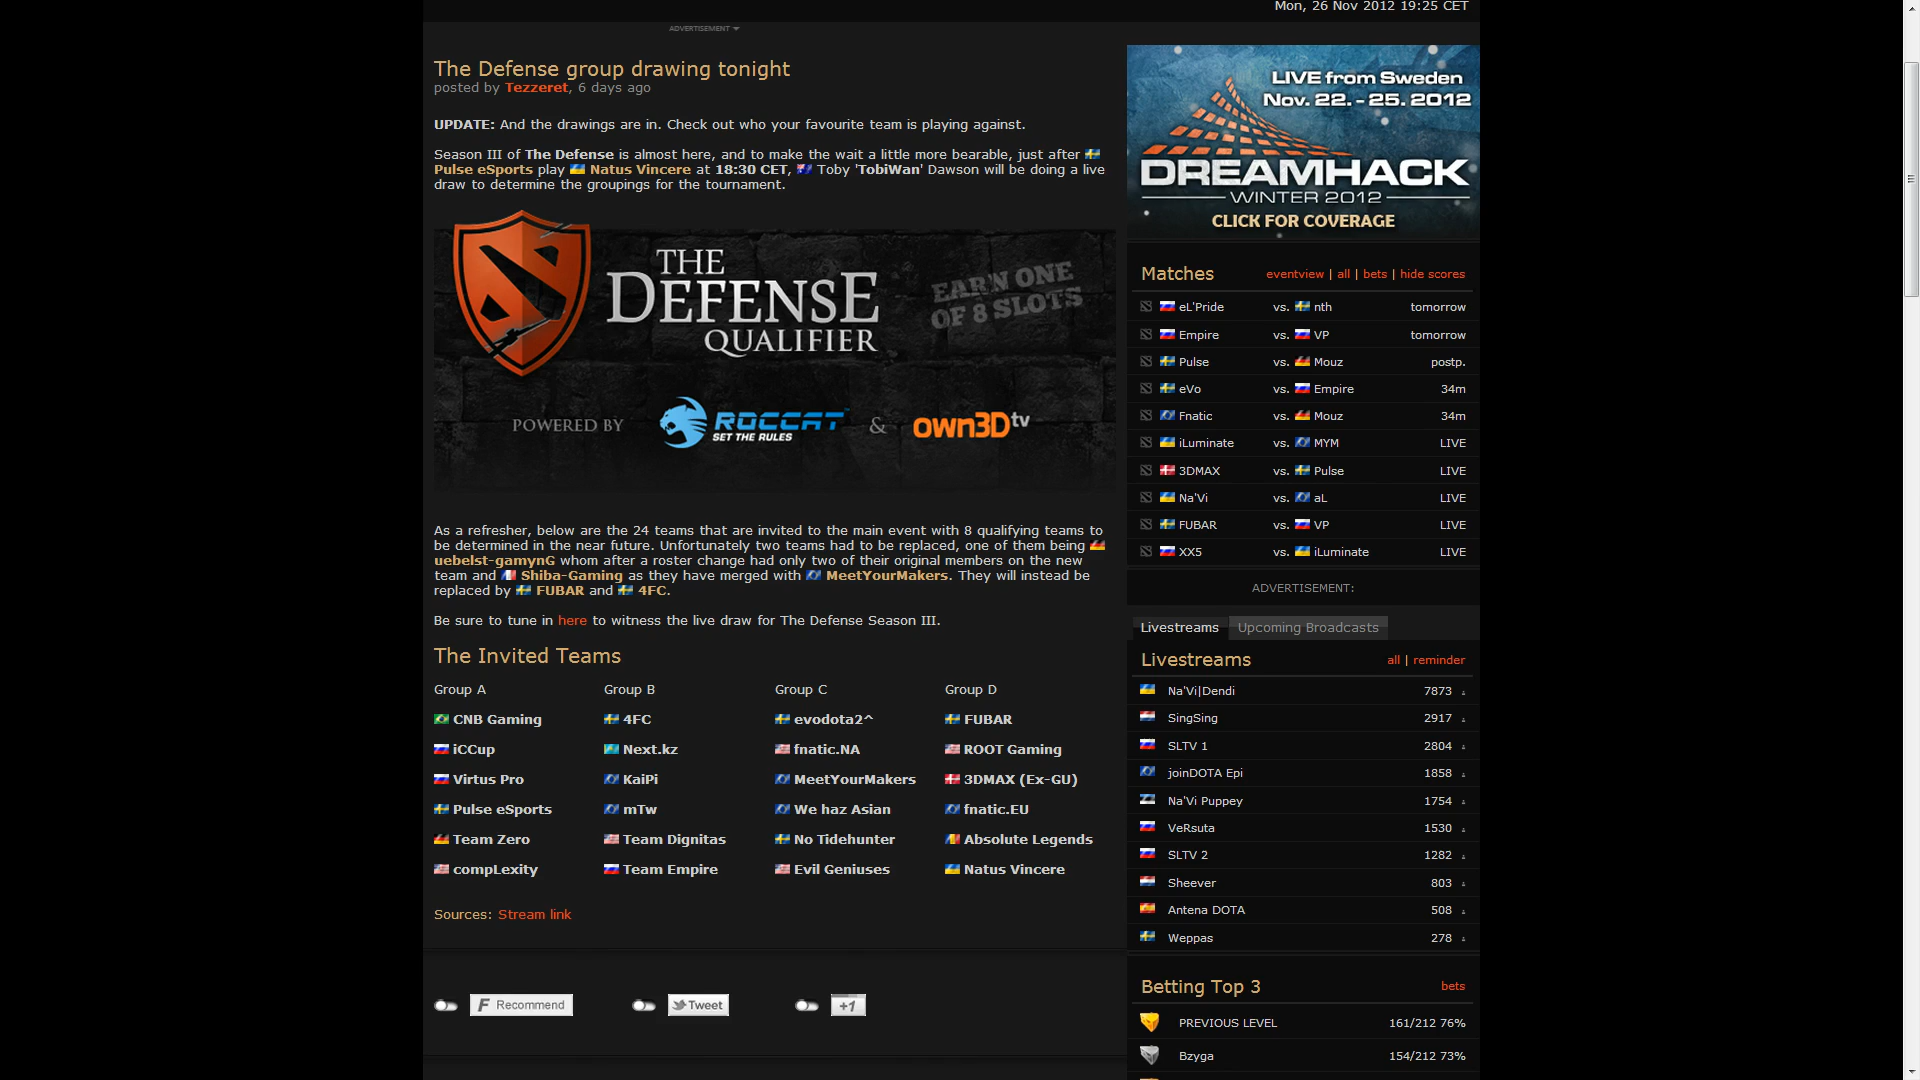 Mon, 26 Nov 2012 19:25 CET
ADVERTISEMENT
The Defense group drawing tonight
posted by Tezzeret, 6 days ago
UPDATE: And the drawings are in. Check out who your favourite team is playing against.
Season III of The Defense is almost here, and to make the wait a little more bearable, just after
Pulse eSports play Natus Vincere at 18:30 CET, Toby 'TobiWan' Dawson will be doing a live
draw to determine the groupings for the tournament.
THE
DEFENSE
QUALIFIER
EARN ONE
OF 8 SLOTS
POWERED BY ROCCAT & own3Dtv
SET THE RULES
As a refresher, below are the 24 teams that are invited to the main event with 8 qualifying teams to
be determined in the near future. Unfortunately two teams had to be replaced, one of them being
uebelst-gamynG whom after a roster change had only two of their original members on the new
team and Shiba-Gaming as they have merged with MeetYourMakers. They will instead be
replaced by FUBAR and 4FC.
Be sure to tune in here to witness the live draw for The Defense Season III.
The Invited Teams
Group A Group B Group C Group D
CNB Gaming 4FC evodota2^ FUBAR
iCCup Next.kz fnatic.NA ROOT Gaming
Virtus Pro KaiPi MeetYourMakers 3DMAX (Ex-GU)
Pulse eSports mTw We haz Asian fnatic.EU
Team Zero Team Dignitas No Tidehunter Absolute Legends
compLexity Team Empire Evil Geniuses Natus Vincere
Sources: Stream link
Recommend Tweet +1
LIVE from Sweden
Nov. 22. - 25. 2012
DREAMHACK
WINTER 2012
CLICK FOR COVERAGE
Matches eventview | all | bets | hide scores
eL'Pride vs. nth tomorrow
Empire vs. VP tomorrow
Pulse vs. Mouz postp.
eVo vs. Empire 34m
Fnatic vs. Mouz 34m
iLuminate vs. MYM LIVE
3DMAX vs. Pulse LIVE
Na'Vi vs. aL LIVE
FUBAR vs. VP LIVE
XX5 vs. iLuminate LIVE
ADVERTISEMENT:
Livestreams Upcoming Broadcasts
Livestreams all | reminder
Na'Vi|Dendi 7873
SingSing 2917
SLTV 1 2804
joinDOTA Epi 1858
Na'Vi Puppey 1754
VeRsuta 1530
SLTV 2 1282
Sheever 803
Antena DOTA 508
Weppas 278
Betting Top 3 bets
PREVIOUS LEVEL 161/212 76%
Bzyga 154/212 73%